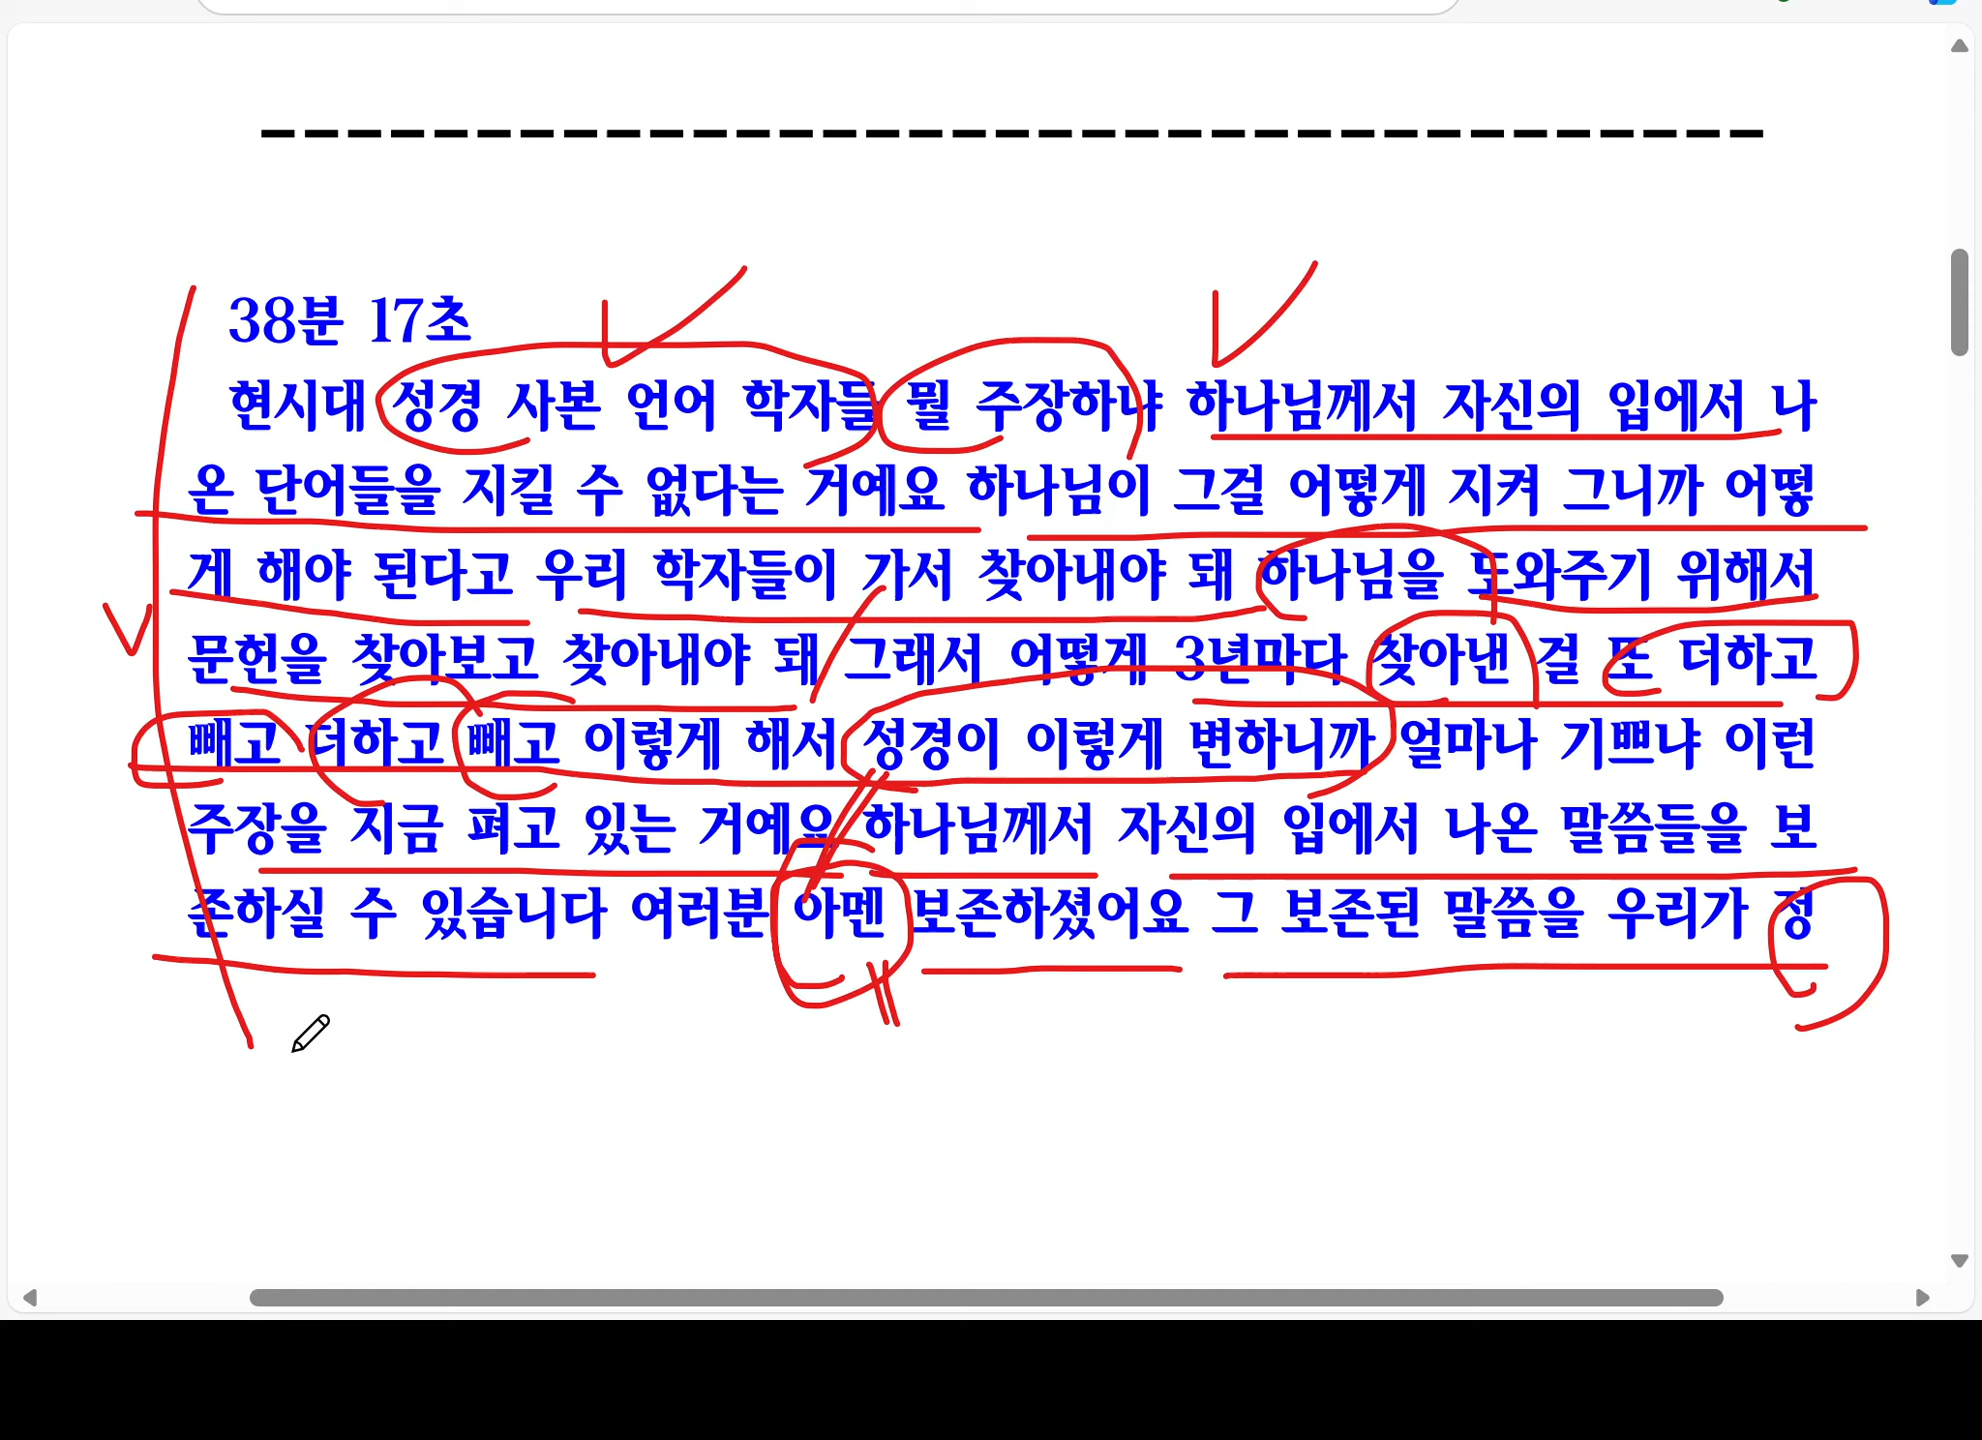 38분 17초
현시대 성경 사본 언어 학자들 뭘 주장하냐 하나님께서 자신의 입에서 나
온 단어들을 지킬 수 없다는 거예요 하나님이 그걸 어떻게 지켜 그니까 어떻
게 해야 된다고 우리 학자들이 가서 찾아내야 돼 하나님을 도와주기 위해서
문헌을 찾아보고 찾아내야 돼 그래서 어떻게 3년마다 찾아낸 걸 또 더하고
빼고 더하고 빼고 이렇게 해서 성경이 이렇게 변하니까 얼마나 기쁘냐 이런
주장을 지금 펴고 있는 거예요 하나님께서 자신의 입에서 나온 말씀들을 보
존하실 수 있습니다 여러분 아멘 보존하셨어요 그 보존된 말씀을 우리가 정